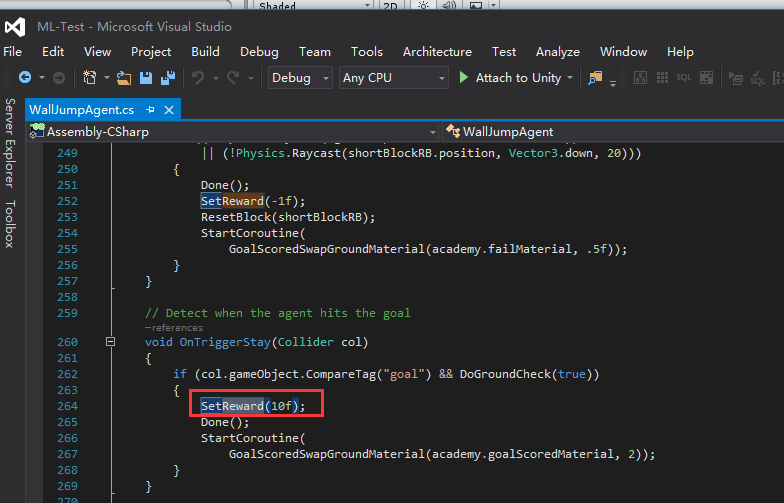 Shaded 2D
ML-Test - Microsoft Visual Studio
File Edit View Project Build Debug Team Tools Architecture Test Analyze Window Help
Debug Any CPU Attach to Unity SQL SQL
Server Explorer Toolbox
WallJumpAgent.cs
Assembly-CSharp WallJumpAgent
249 || (!Physics.Raycast(shortBlockRB.position, Vector3.down, 20)))
250 {
251 Done();
252 SetReward(-1f);
253 ResetBlock(shortBlockRB);
254 StartCoroutine(
255 GoalScoredSwapGroundMaterial(academy.failMaterial, .5f));
256 }
257 }
258
259 // Detect when the agent hits the goal
-references
260 void OnTriggerStay(Collider col)
261 {
262 if (col.gameObject.CompareTag("goal") && DoGroundCheck(true))
263 {
264 SetReward(10f);
265 Done();
266 StartCoroutine(
267 GoalScoredSwapGroundMaterial(academy.goalScoredMaterial, 2));
268 }
269 }
270